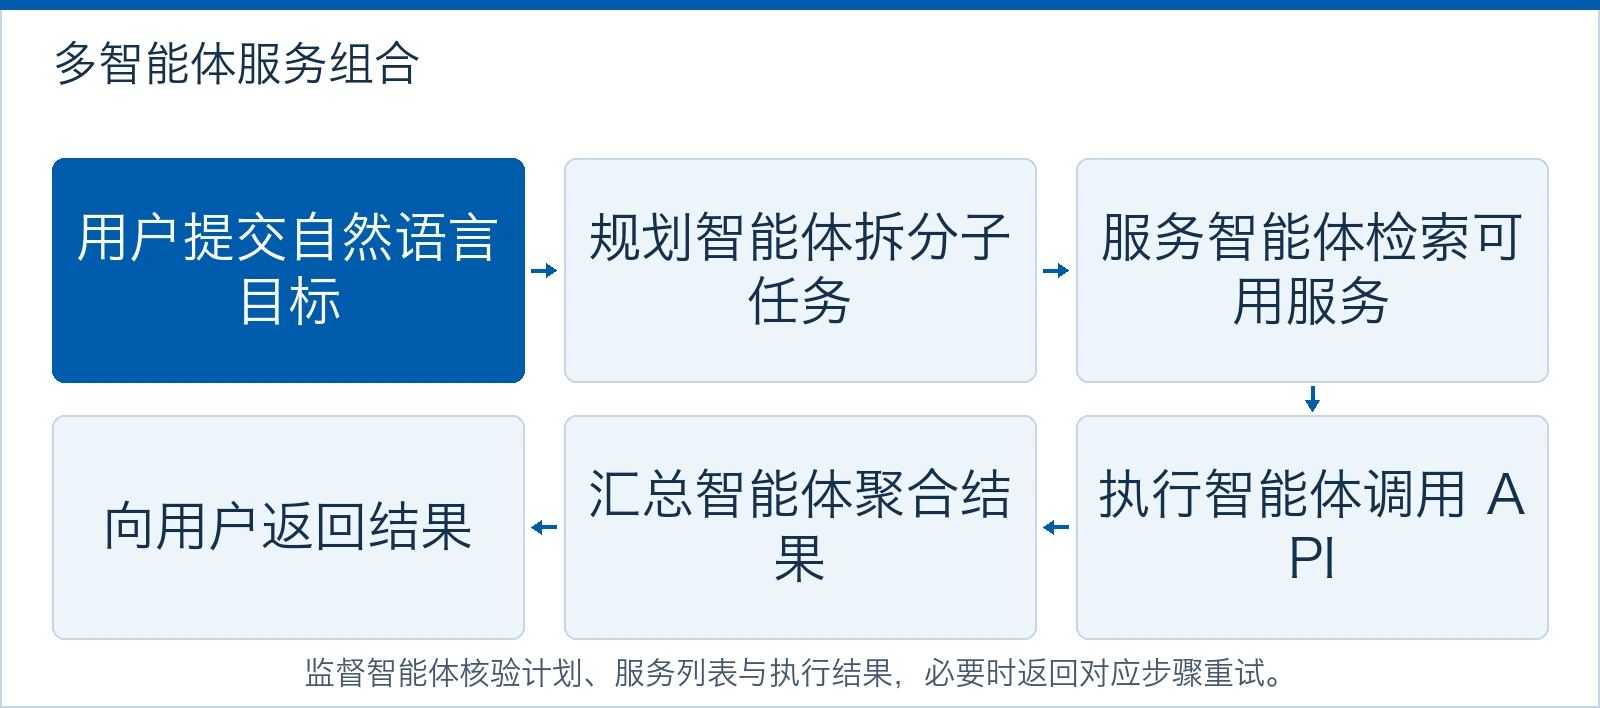 多智能体服务组合
用户提交自然语言
目标
规划智能体拆分子
任务
服务智能体检索可
用服务
执行智能体调用 A
PI
汇总智能体聚合结
果
向用户返回结果
监督智能体核验计划、服务列表与执行结果，必要时返回对应步骤重试。